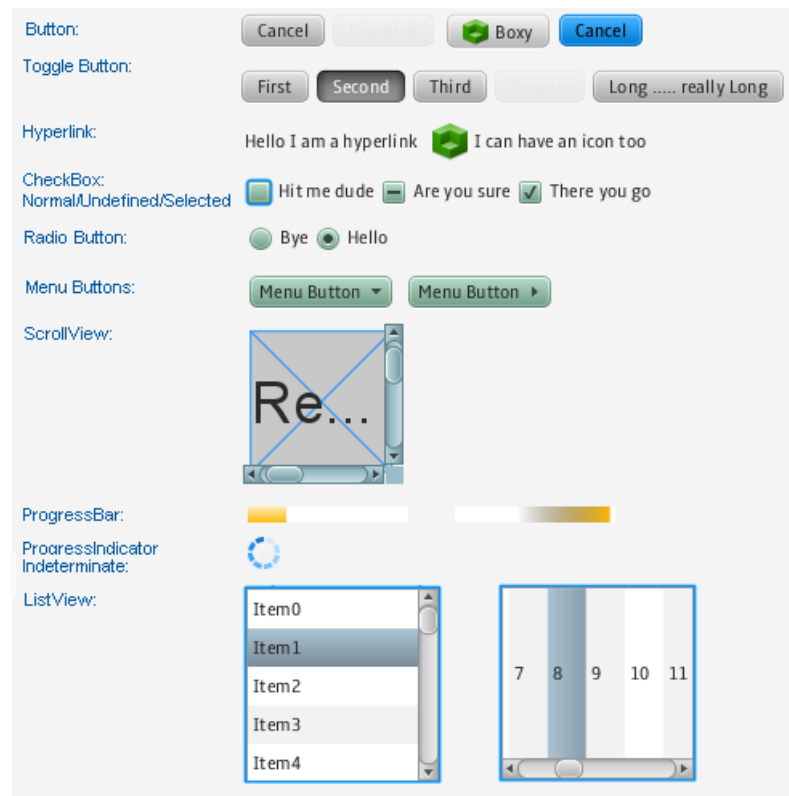 Button: Cancel Disabled Boxy Cancel
Toggle Button: First Second Third Long ..... really Long
Hyperlink: Hello I am a hyperlink I can have an icon too
CheckBox:
Normal/Undefined/Selected Hit me dude Are you sure There you go
Radio Button: Bye Hello
Menu Buttons: Menu Button Menu Button
ScrollView:
Re...
ProgressBar:
ProgressIndicator
Indeterminate:
ListView:
Item0
Item1
Item2
Item3
Item4
7 8 9 10 11